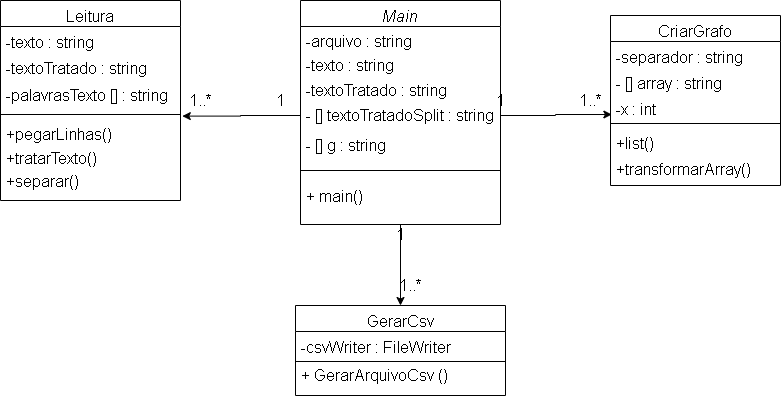 Leitura
-texto : string
-textoTratado : string
-palavrasTexto [] : string
+pegarLinhas()
+tratarTexto()
+separar()
1..*
1
Main
-arquivo : string
-texto : string
-textoTratado : string
- [] textoTratadoSplit : string
- [] g : string
+ main()
1
1..*
CriarGrafo
-separador : string
- [] array : string
-x : int
+list()
+transformarArray()
1
1..*
GerarCsv
-csvWriter : FileWriter
+ GerarArquivoCsv ()